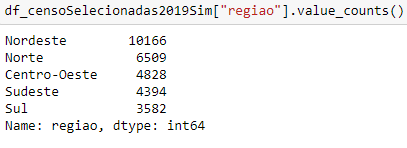 df_censoSelecionadas2019Sim["regiao"].value_counts()
Nordeste 10166
Norte 6509
Centro-Oeste 4828
Sudeste 4394
Sul 3582
Name: regiao, dtype: int64